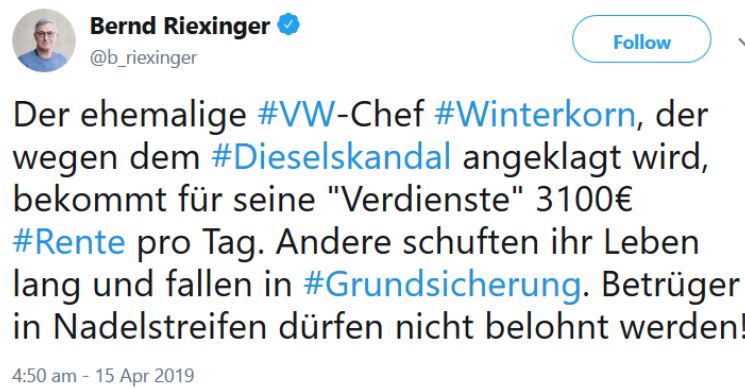 Bernd Riexinger
@b_riexinger
Follow
Der ehemalige #VW-Chef #Winterkorn, der
wegen dem #Dieselskandal angeklagt wird,
bekommt für seine "Verdienste" 3100€
#Rente pro Tag. Andere schuften ihr Leben
lang und fallen in #Grundsicherung. Betrüger
in Nadelstreifen dürfen nicht belohnt werden!
4:50 am - 15 Apr 2019